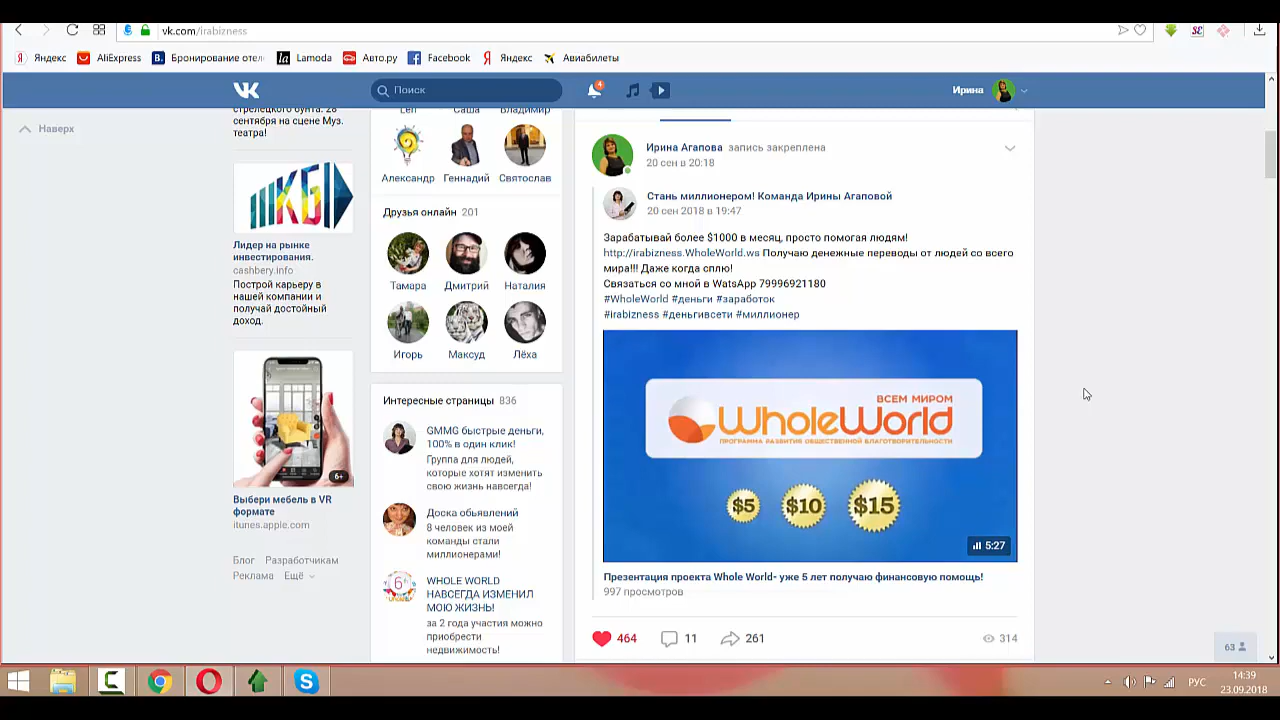 vk.com/irabizness
Яндекс
AliExpress
Бронирование отел
Lamoda
Авто.ру
Facebook
Яндекс
Авиабилеты
Поиск
4
Ирина
Наверх
стрелецкого бунта. 28
сентября на сцене Муз.
театра!
Лидер на рынке
инвестирования.
cashbery.info
Построй карьеру в
нашей компании и
получай достойный
доход.
6+
Выбери мебель в VR
формате
itunes.apple.com
Блог Разработчикам
Реклама Ещё
Leri Саша Владимир
Александр Геннадий Святослав
Друзья онлайн 201
Тамара Дмитрий Наталия
Игорь Максуд Лёха
Интересные страницы 836
GMMG быстрые деньги,
100% в один клик!
Группа для людей,
которые хотят изменить
свою жизнь навсегда!
Доска обьявлений
8 человек из моей
команды стали
миллионерами!
WHOLE WORLD
НАВСЕГДА ИЗМЕНИЛ
МОЮ ЖИЗНЬ!
за 2 года участия можно
приобрести
недвижимость!
Ирина Агапова запись закреплена
20 сен в 20:18
Стань миллионером! Команда Ирины Агаповой
20 сен 2018 в 19:47
Зарабатывай более $1000 в месяц, просто помогая людям!
http://irabizness.WholeWorld.ws Получаю денежные переводы от людей со всего
мира!!! Даже когда сплю!
Связаться со мной в WatsApp 79996921180
#WholeWorld #деньги #заработок
#irabizness #деньгивсети #миллионер
ВСЕМ МИРОМ
WHoleWorld
ПРОГРАММА РАЗВИТИЯ ОБЩЕСТВЕННОЙ БЛАГОТВОРИТЕЛЬНОСТИ
$5 $10 $15
5:27
Презентация проекта Whole World- уже 5 лет получаю финансовую помощь!
997 просмотров
464 11 261 314
63
РУС
14:39
23.09.2018